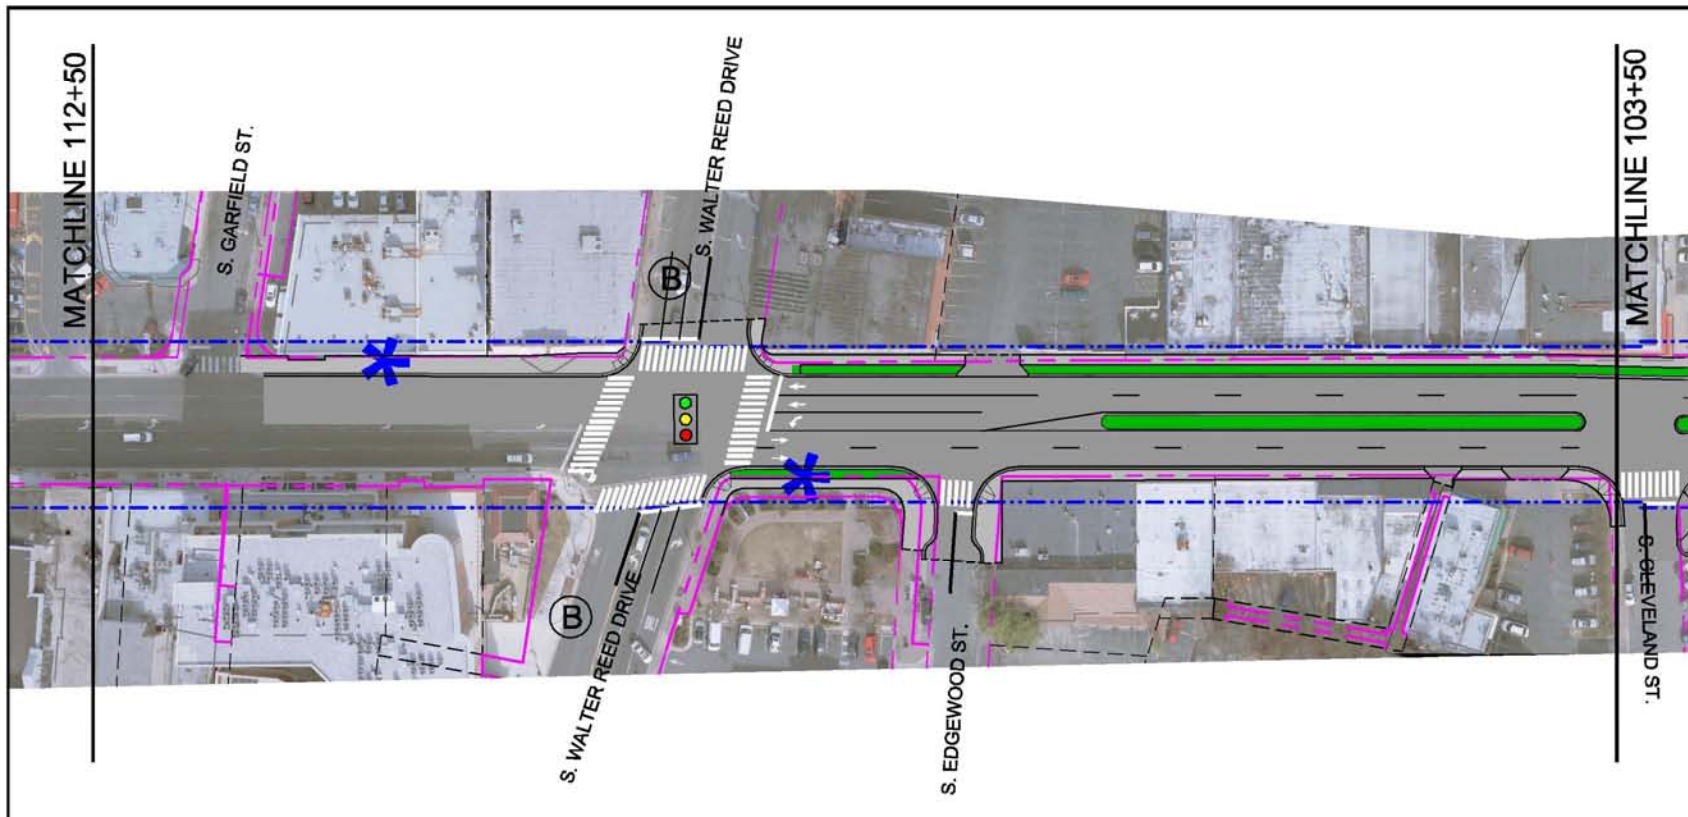 MATCHLINE 112+50
S. GARFIELD ST.
S. WALTER REED DRIVE
MATCHLINE 103+50
B
B
S. WALTER REED DRIVE
S. EDGEWOOD ST.
S. CLEVELAND ST.